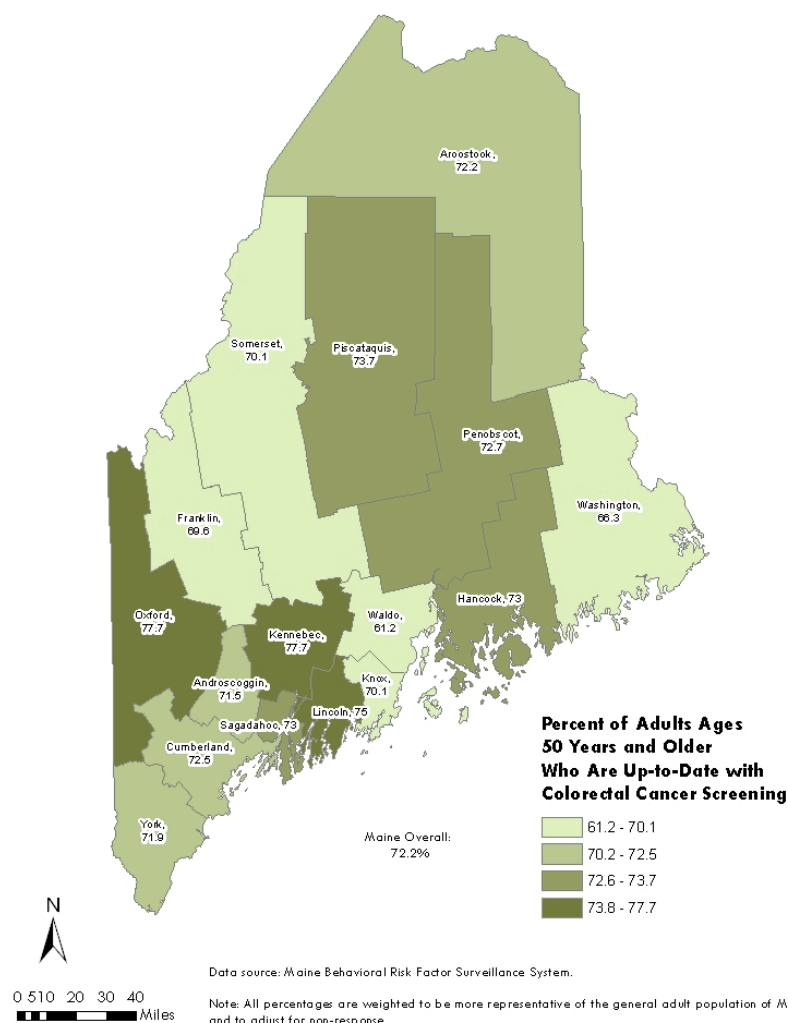 Aroostook,
72.2
Somerset,
70.1
Piscataquis,
73.7
Penobscot,
72.7
Franklin,
69.6
Washington,
66.3
Oxford,
77.7
Kennebec,
77.7
Waldo,
61.2
Hancock, 73
Androscoggin,
71.5
Knox,
70.1
Sagadahoc, 73
Lincoln, 75
Cumberland,
72.5
York,
71.9
Maine Overall:
72.2%
Percent of Adults Ages
50 Years and Older
Who Are Up-to-Date with
Colorectal Cancer Screening
61.2 - 70.1
70.2 - 72.5
72.6 - 73.7
73.8 - 77.7
N
0 5 10 20 30 40
Miles
Data source: Maine Behavioral Risk Factor Surveillance System.
Note: All percentages are weighted to be more representative of the general adult population of M
and to adjust for non-response